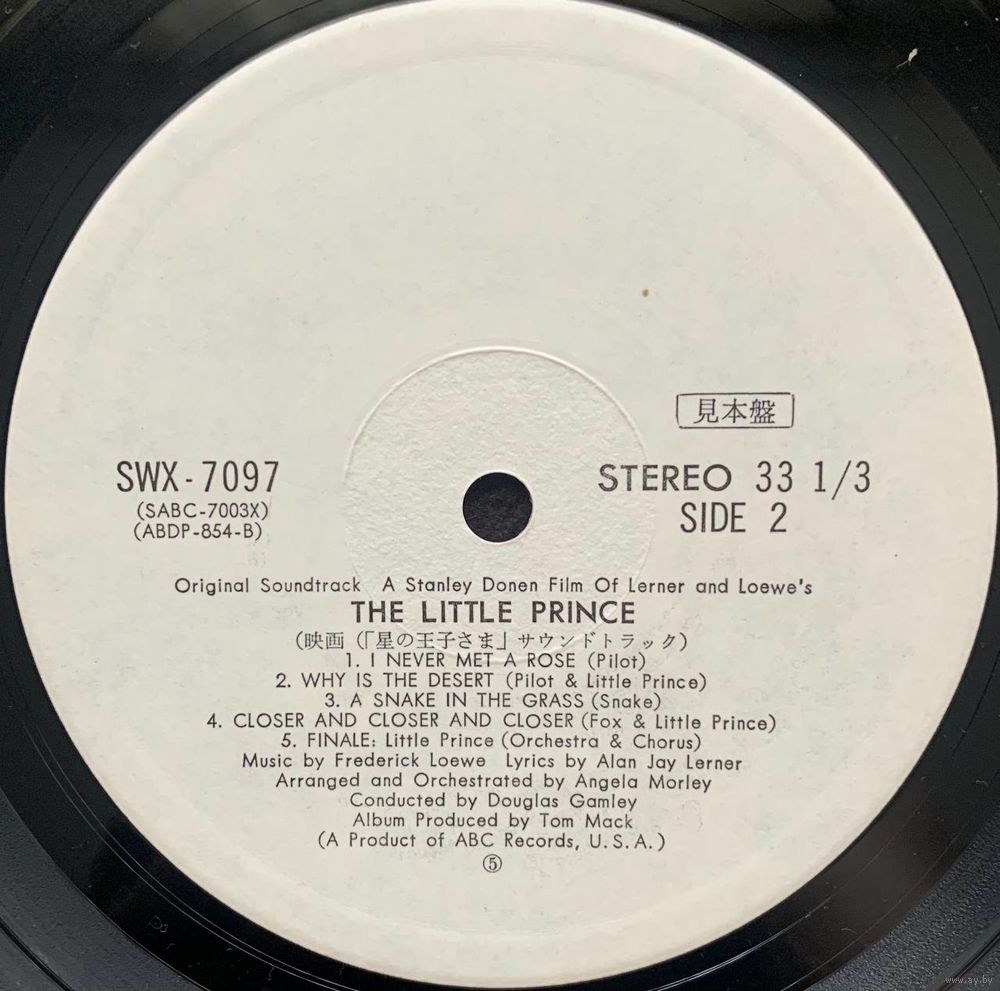 見本盤
SWX-7097
(SABC-7003X)
(ABDP-854-B)
STEREO 33 1/3
SIDE 2
Original Soundtrack A Stanley Donen Film Of Lerner and Loewe's
THE LITTLE PRINCE
(映画(「星の王子さま」サウンドトラック)
1. I NEVER MET A ROSE (Pilot)
2. WHY IS THE DESERT (Pilot & Little Prince)
3. A SNAKE IN THE GRASS (Snake)
4. CLOSER AND CLOSER AND CLOSER (Fox & Little Prince)
5. FINALE: Little Prince (Orchestra & Chorus)
Music by Frederick Loewe Lyrics by Alan Jay Lerner
Arranged and Orchestrated by Angela Morley
Conducted by Douglas Gamley
Album Produced by Tom Mack
(A Product of ABC Records, U.S.A.)
⑤
www.ay.by